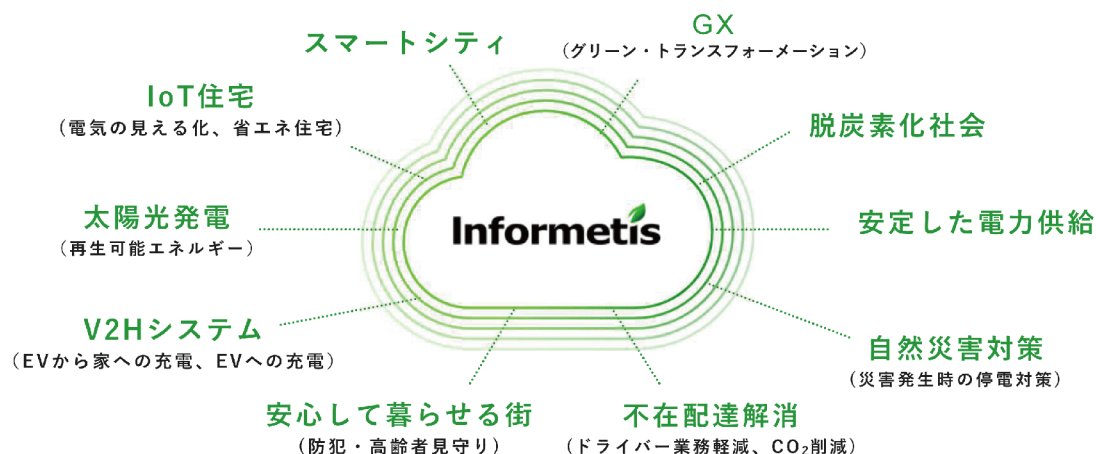 スマートシティ
GX
（グリーン・トランスフォーメーション）
IoT住宅
（電気の見える化、省エネ住宅）
脱炭素化社会
太陽光発電
（再生可能エネルギー）
Informetis
安定した電力供給
V2Hシステム
（EVから家への充電、EVへの充電）
自然災害対策
（災害発生時の停電対策）
安心して暮らせる街
（防犯・高齢者見守り）
不在配達解消
（ドライバー業務軽減、CO₂削減）